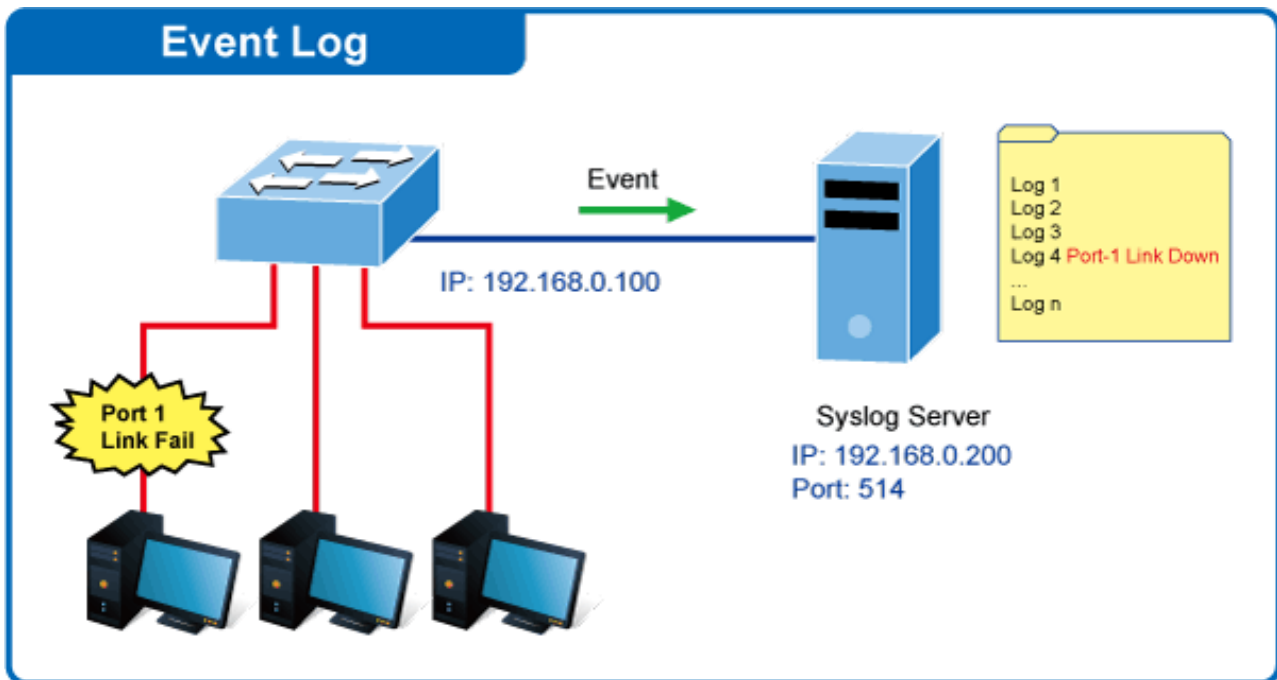 Event Log
Event
IP: 192.168.0.100
Port 1
Link Fail
Log 1
Log 2
Log 3
Log 4 Port-1 Link Down
...
Log n
Syslog Server
IP: 192.168.0.200
Port: 514